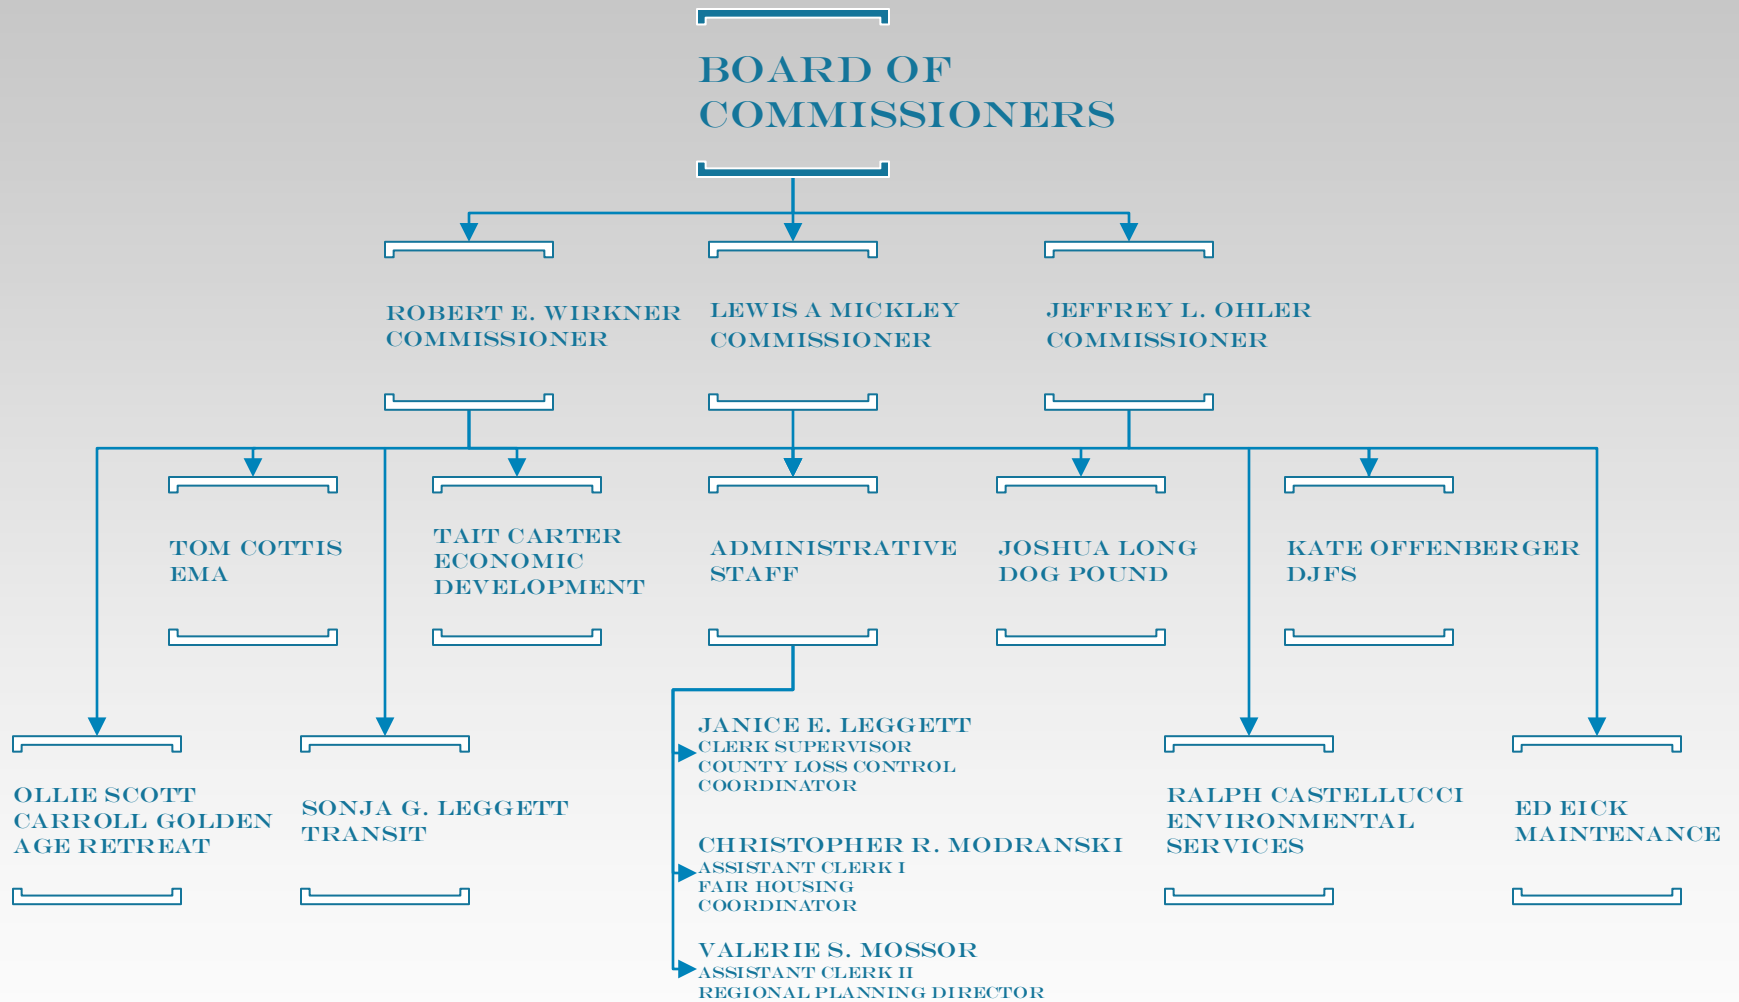 BOARD OF
COMMISSIONERS
ROBERT E. WIRKNER
COMMISSIONER
LEWIS A MICKLEY
COMMISSIONER
JEFFREY L. OHLER
COMMISSIONER
TOM COTTIS
EMA
TAIT CARTER
ECONOMIC
DEVELOPMENT
ADMINISTRATIVE
STAFF
JOSHUA LONG
DOG POUND
KATE OFFENBERGER
DJFS
OLLIE SCOTT
CARROLL GOLDEN
AGE RETREAT
SONJA G. LEGGETT
TRANSIT
JANICE E. LEGGETT
CLERK SUPERVISOR
COUNTY LOSS CONTROL
COORDINATOR
CHRISTOPHER R. MODRANSKI
ASSISTANT CLERK I
FAIR HOUSING
COORDINATOR
VALERIE S. MOSSOR
ASSISTANT CLERK II
REGIONAL PLANNING DIRECTOR
RALPH CASTELLUCCI
ENVIRONMENTAL
SERVICES
ED EICK
MAINTENANCE